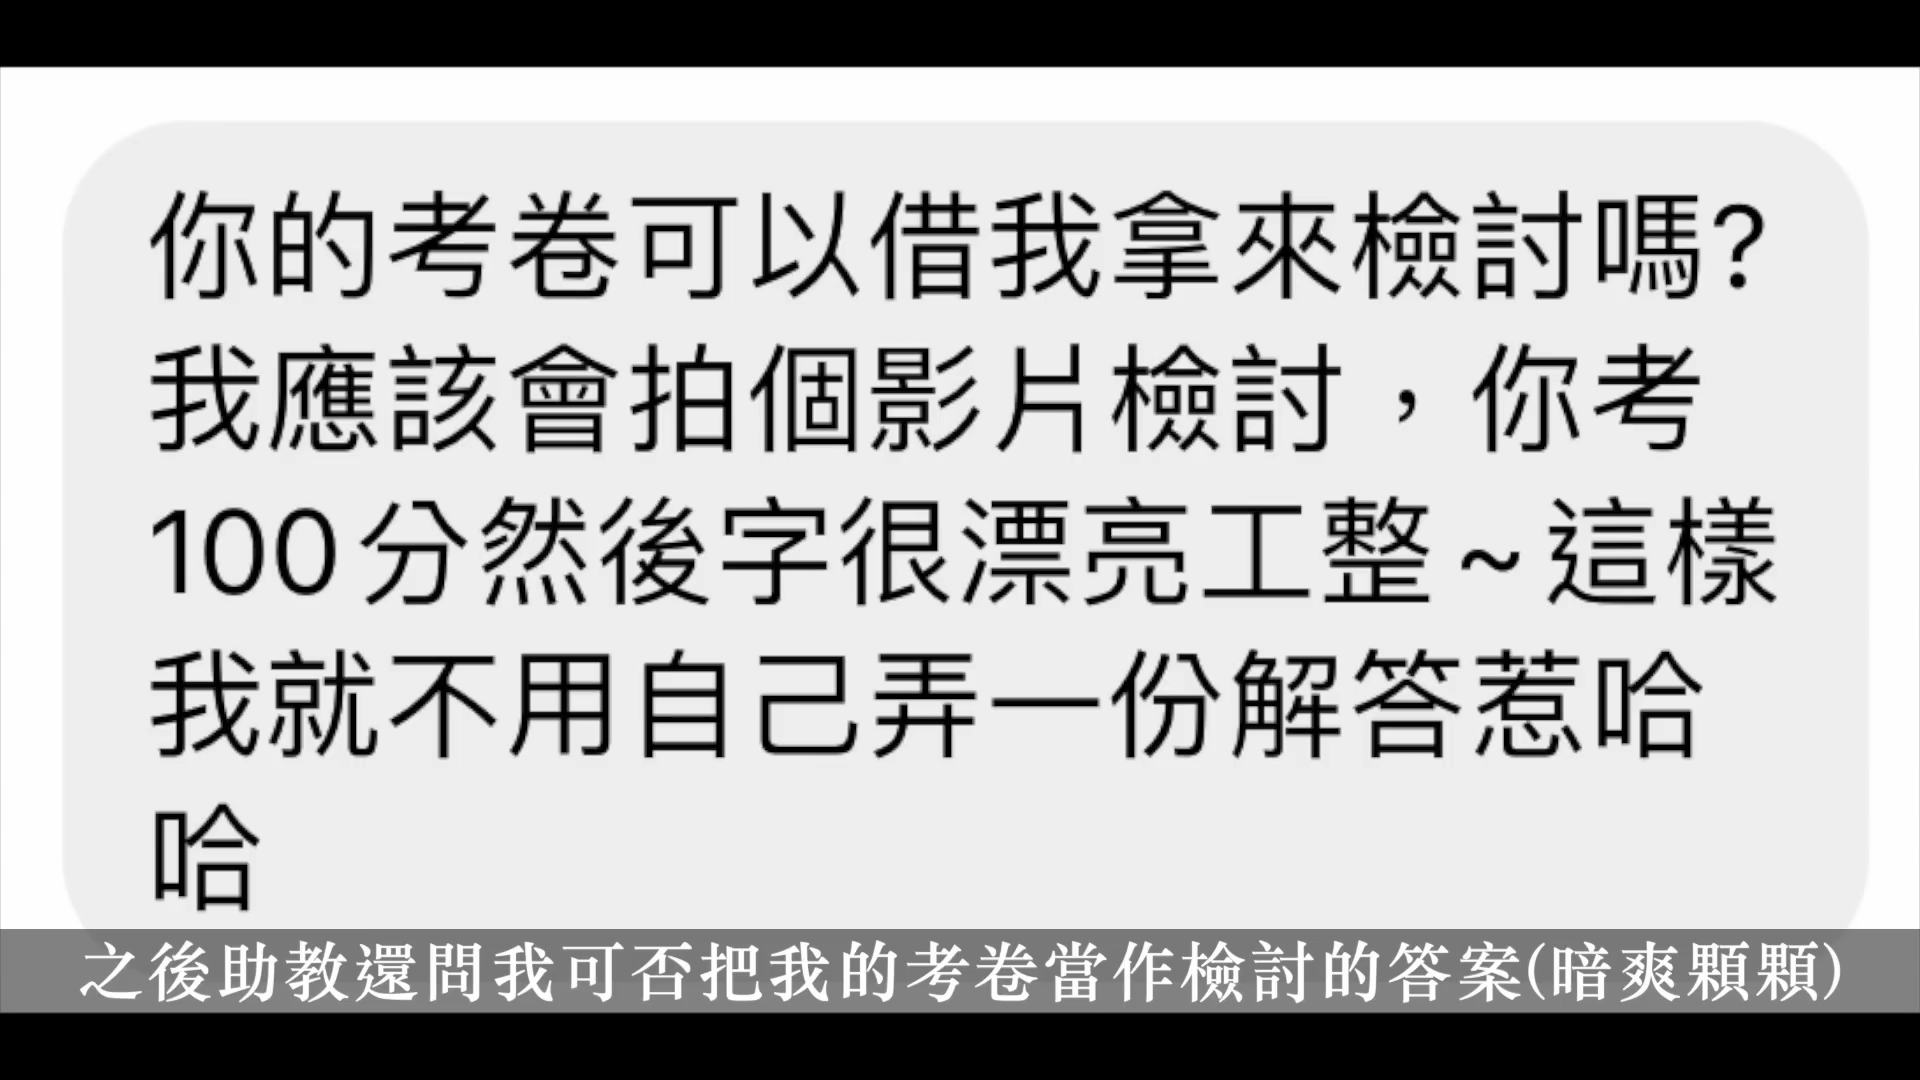 你的考卷可以借我拿來檢討嗎?
我應該會拍個影片檢討，你考
100分然後字很漂亮工整~這樣
我就不用自己弄一份解答惹哈
哈
之後助教還問我可否把我的考卷當作檢討的答案(暗爽顆顆)